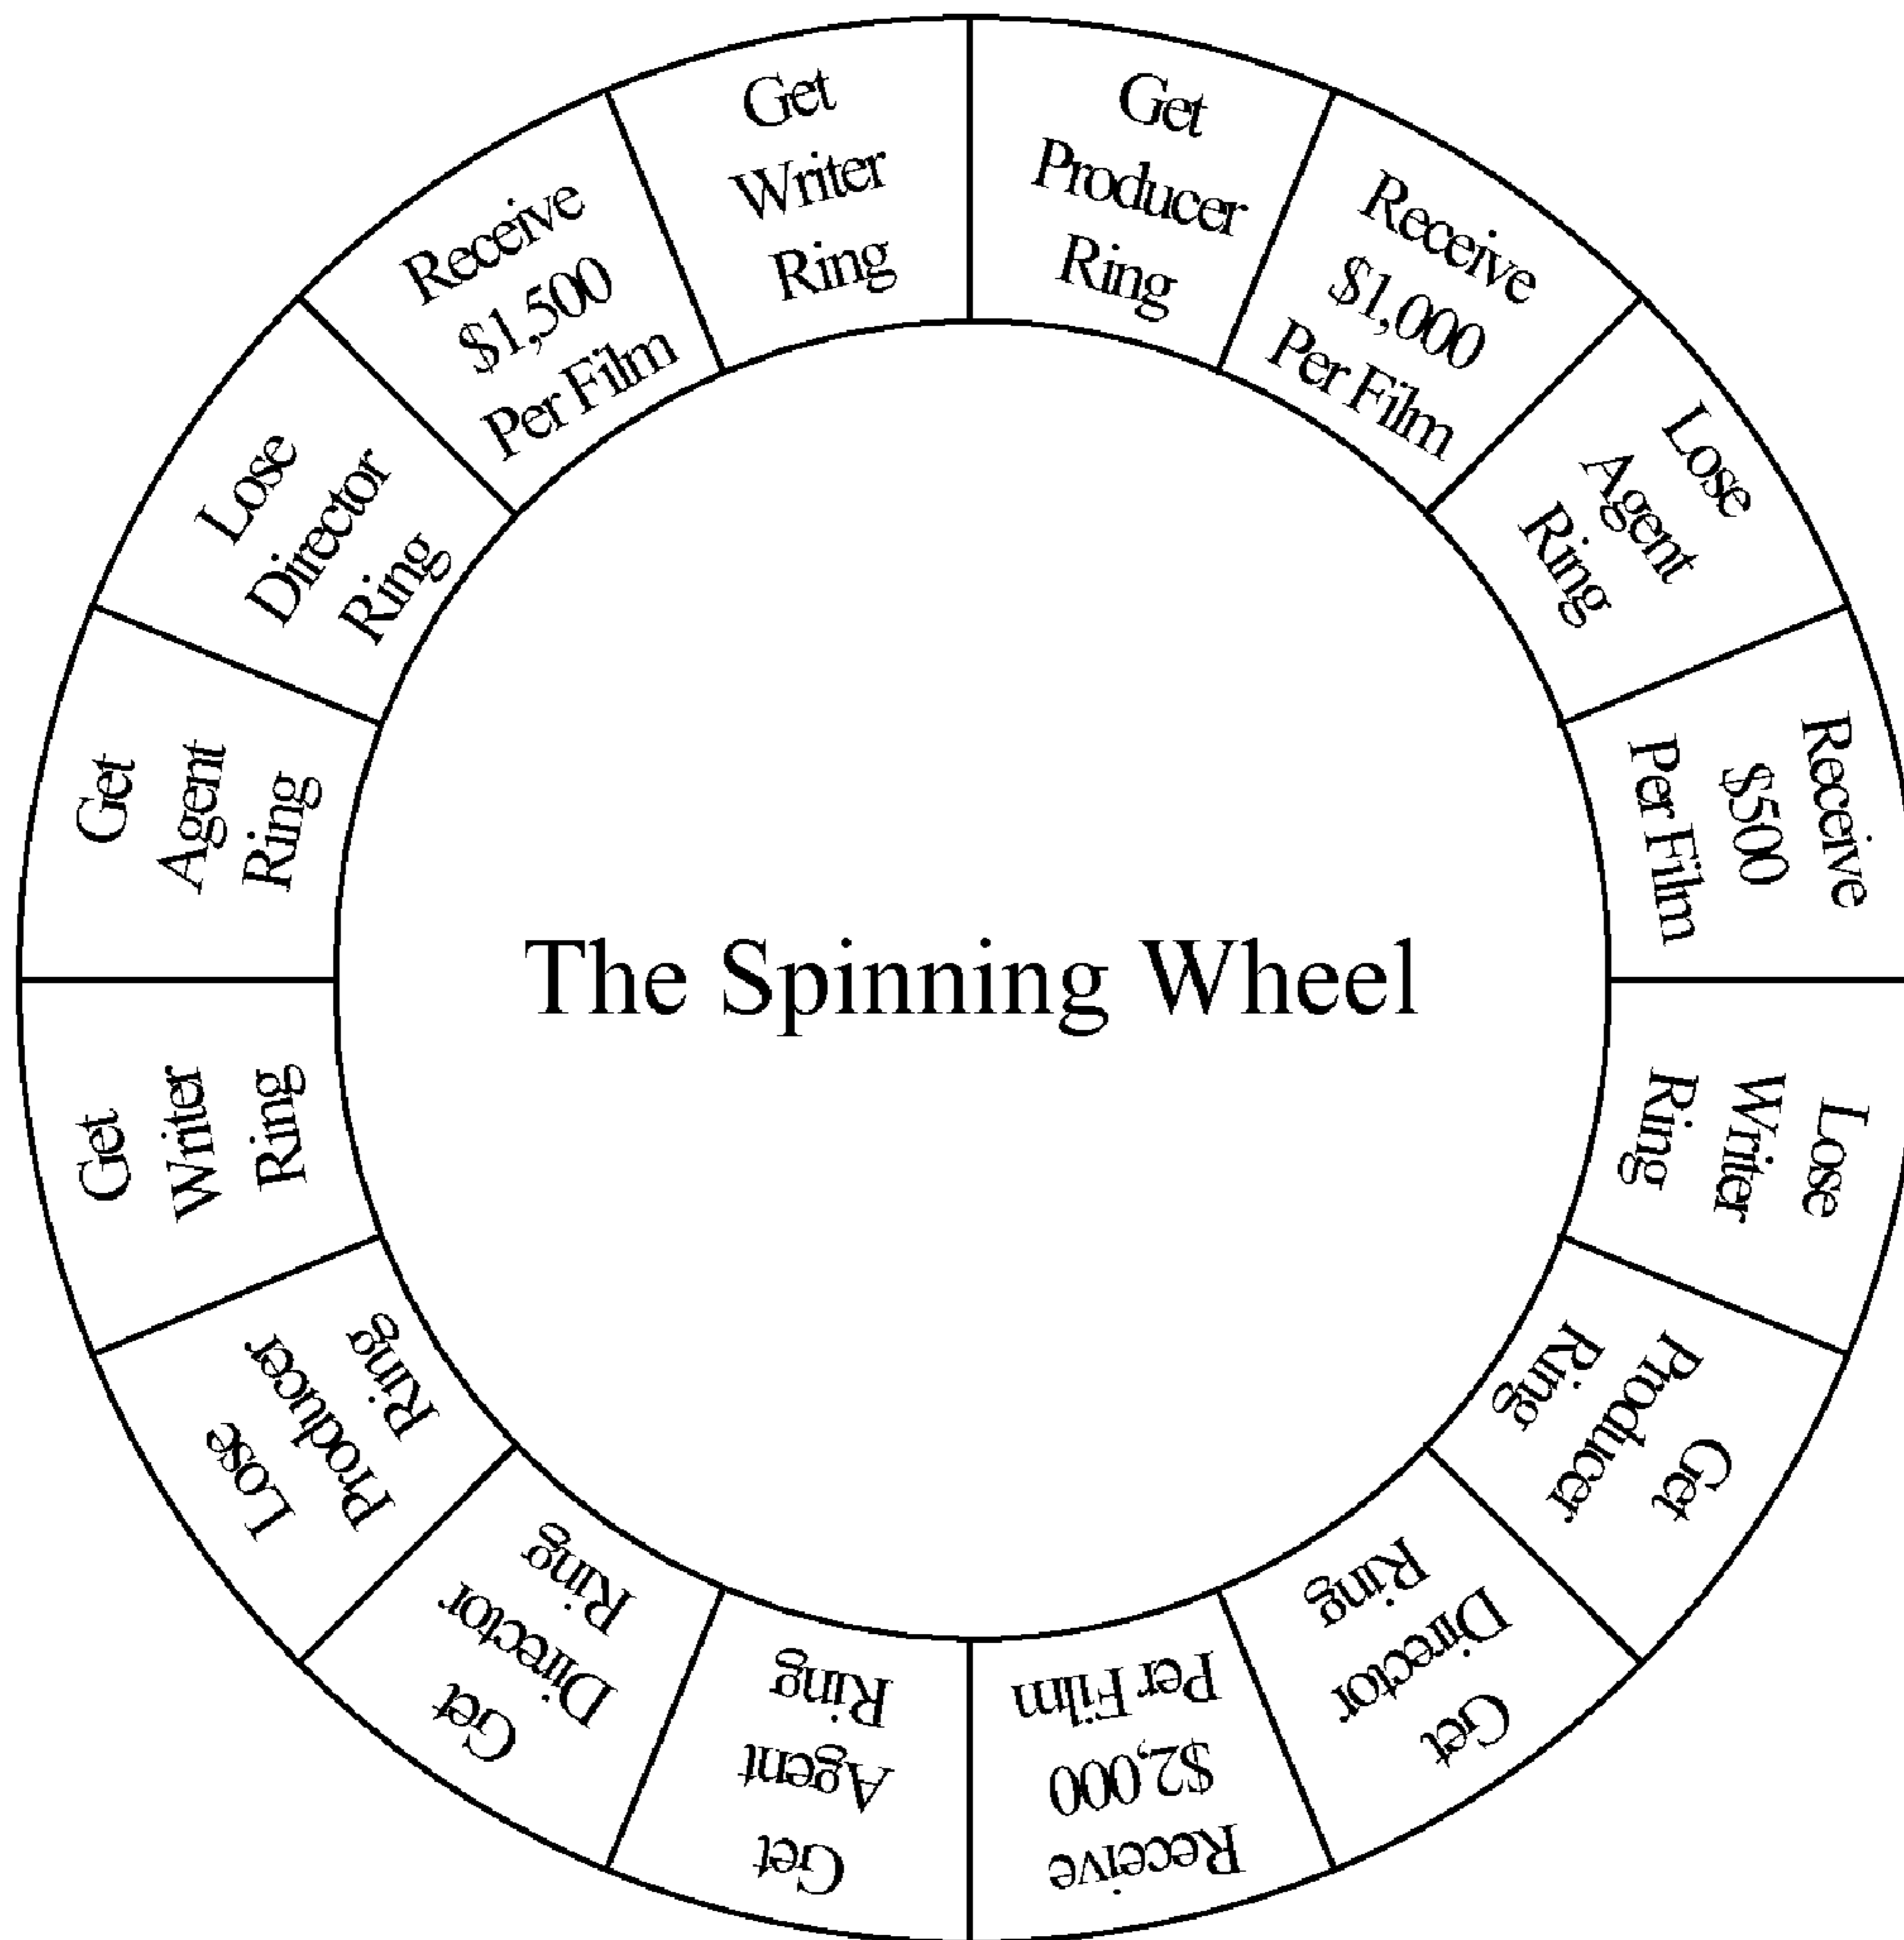 Get
Producer
Ring
Receive
$1,000
Per Film
Lose
Agent
Ring
Receive
$500
Per Film
Lose
Writer
Ring
Get
Producer
Ring
Get
Director
Ring
Receive
$2,000
Per Film
Get
Agent
Ring
Get
Director
Ring
Lose
Producer
Ring
Get
Writer
Ring
Get
Agent
Ring
Lose
Director
Ring
Receive
$1,500
Per Film
Get
Writer
Ring
The Spinning Wheel